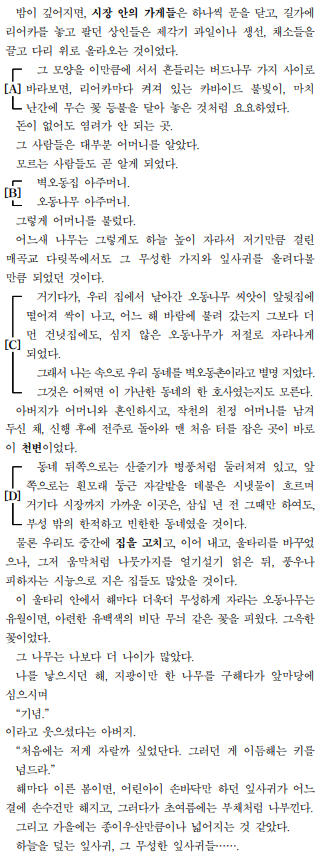 밤이 깊어지면, 시장 안의 가게들은 하나씩 문을 닫고, 길가에
리어카를 놓고 팔던 상인들은 제각기 과일이나 생선, 채소들을
끌고 다리 위로 올라오는 것이었다.
그 모양을 이만큼에 서서 흔들리는 버드나무 가지 사이로
[A] 바라보면, 리어카마다 켜져 있는 카바이드 불빛이, 마치
난간에 무슨 꽃 등불을 달아 놓은 것처럼 요요하였다.
돈이 없어도 염려가 안 되는 곳.
그 사람들은 대부분 어머니를 알았다.
모르는 사람들도 곧 알게 되었다.
벽오동집 아주머니.
[B]
오동나무 아주머니.
그렇게 어머니를 불렀다.
어느새 나무는 그렇게도 하늘 높이 자라서 저기만큼 걸린
매곡교 다릿목에서도 그 무성한 가지와 잎사귀를 올려다볼
만큼 되었던 것이다.
거기다가, 우리 집에서 날아간 오동나무 씨앗이 앞뒷집에
떨어져 싹이 나고, 어느 해 바람에 불려 갔는지 그보다 더
먼 건넛집에도, 심지 않은 오동나무가 저절로 자라나게
[C] 되었다.
그래서 나는 속으로 우리 동네를 벽오동촌이라고 별명 지었다.
그것은 어쩌면 이 가난한 동네의 한 호사였는지도 모른다.
아버지가 어머니와 혼인하시고, 작천의 친정 어머니를 남겨
두신 채, 신행 후에 전주로 돌아와 맨 처음 터를 잡은 곳이 바로
이 천변이었다.
동네 뒤쪽으로는 산줄기가 병풍처럼 둘러쳐져 있고, 앞
쪽으로는 흰모래 둥근 자갈밭을 데불은 시냇물이 흐르며
[D] 거기다 시장까지 가까운 이곳은, 삼십 년 전 그때만 하여도,
부성 밖의 한적하고 빈한한 동네였을 것이다.
물론 우리도 중간에 집을 고치고, 이어 내고, 울타리를 바꾸었
으나, 그저 움막처럼 나뭇가지를 얼기설기 얽은 뒤, 풍우나
피하자는 시늉으로 지은 집들도 많았을 것이다.
이 울타리 안에서 해마다 더욱더 무성하게 자라는 오동나무는
유월이면, 아련한 유백색의 비단 무늬 같은 꽃을 피웠다. 그윽한
꽃이었다.
그 나무는 나보다 더 나이가 많았다.
나를 낳으시던 해, 지팡이만 한 나무를 구해다가 앞마당에
심으시며
“기념.”
이라고 웃으셨다는 아버지.
“처음에는 저게 자랄까 싶었단다. 그러던 게 이듬해는 키를
넘드라.”
해마다 이른 봄이면, 어린아이 손바닥만 하던 잎사귀가 어느
결에 손수건만 해지고, 그러다가 초여름에는 부채처럼 나부낀다.
그리고 가을에는 종이우산만큼이나 넓어지는 것 같았다.
하늘을 덮는 잎사귀, 그 무성한 잎사귀들…….